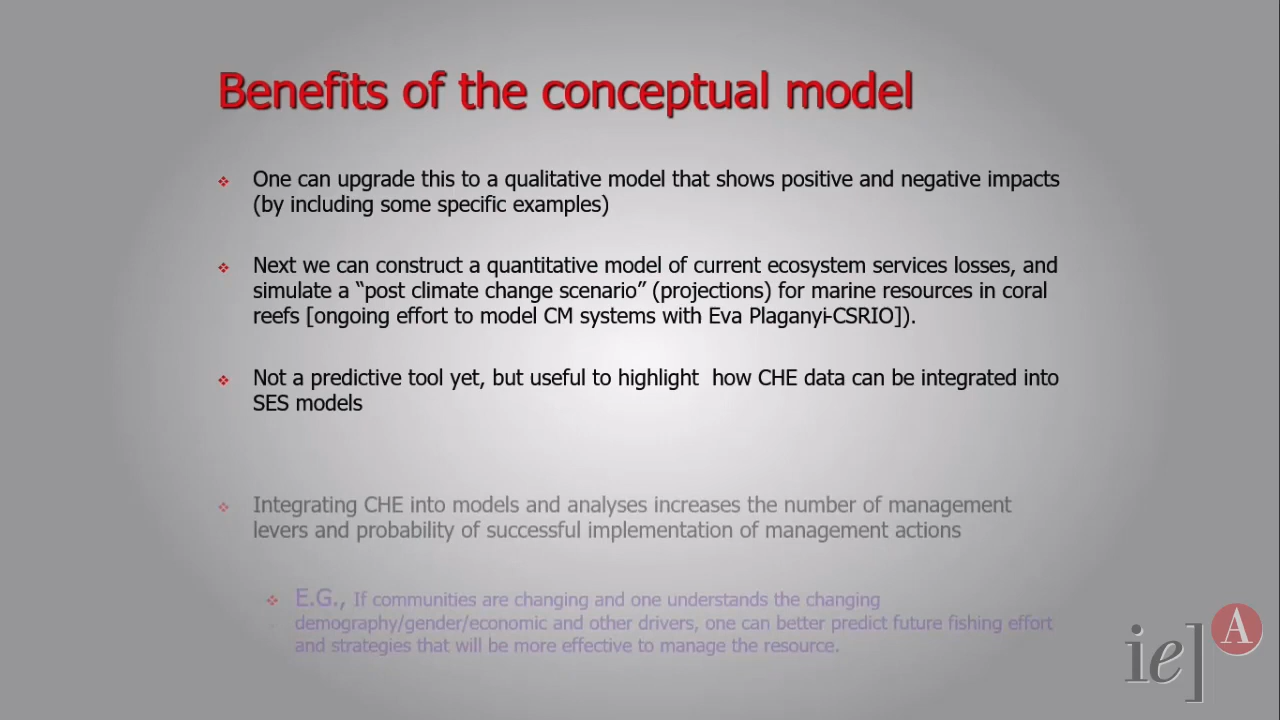 Benefits of the conceptual model
One can upgrade this to a qualitative model that shows positive and negative impacts
(by including some specific examples)
Next we can construct a quantitative model of current ecosystem services losses, and
simulate a “post climate change scenario” (projections) for marine resources in coral
reefs [ongoing effort to model CM systems with Eva Plaganyi-CSRIO]).
Not a predictive tool yet, but useful to highlight how CHE data can be integrated into
SES models
Integrating CHE into models and analyses increases the number of management
levers and probability of successful implementation of management actions
E.G., If communities are changing and one understands the changing
demography/gender/economic and other drivers, one can better predict future fishing effort
and strategies that will be more effective to manage the resource.
ie] A